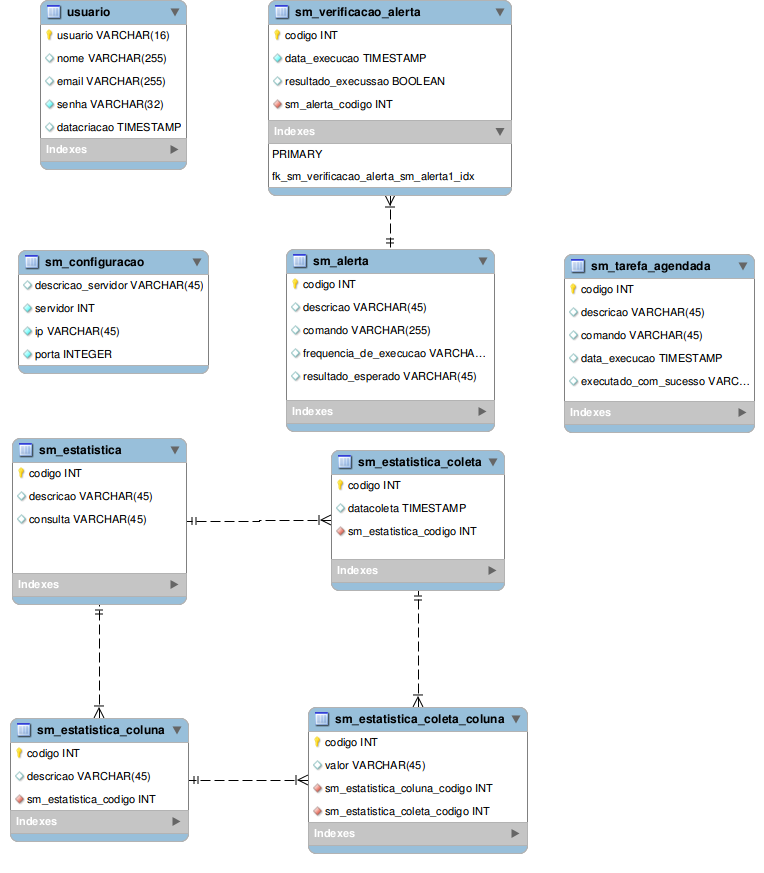 usuario
usuario VARCHAR(16)
nome VARCHAR(255)
email VARCHAR(255)
senha VARCHAR(32)
datacriacao TIMESTAMP
Indexes
sm_verificacao_alerta
codigo INT
data_execucao TIMESTAMP
resultado_execussao BOOLEAN
sm_alerta_codigo INT
Indexes
PRIMARY
fk_sm_verificacao_alerta_sm_alerta1_idx
sm_configuracao
descricao_servidor VARCHAR(45)
servidor INT
ip VARCHAR(45)
porta INTEGER
sm_alerta
codigo INT
descricao VARCHAR(45)
comando VARCHAR(255)
frequencia_de_execucao VARCHA...
resultado_esperado VARCHAR(45)
Indexes
sm_tarefa_agendada
codigo INT
descricao VARCHAR(45)
comando VARCHAR(45)
data_execucao TIMESTAMP
executado_com_sucesso VARC...
Indexes
sm_estatistica
codigo INT
descricao VARCHAR(45)
consulta VARCHAR(45)
Indexes
sm_estatistica_coleta
codigo INT
datacoleta TIMESTAMP
sm_estatistica_codigo INT
Indexes
sm_estatistica_coluna
codigo INT
descricao VARCHAR(45)
sm_estatistica_codigo INT
Indexes
sm_estatistica_coleta_coluna
codigo INT
valor VARCHAR(45)
sm_estatistica_coluna_codigo INT
sm_estatistica_coleta_codigo INT
Indexes